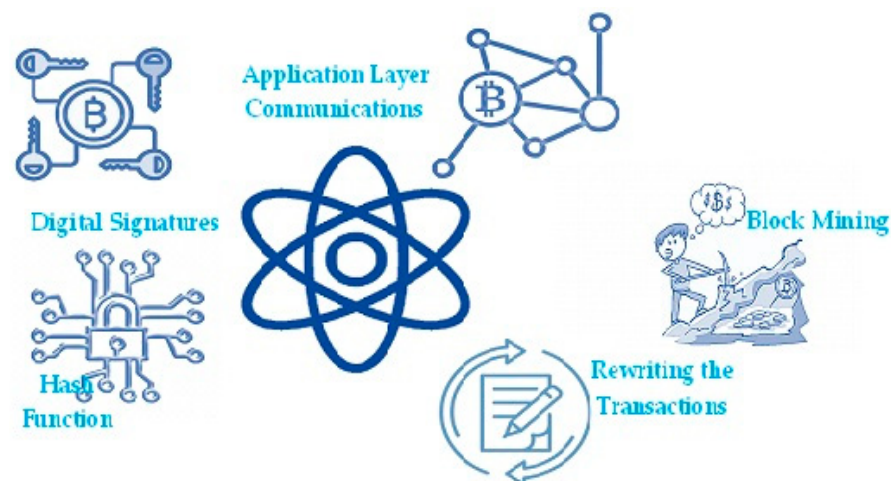 Application Layer
Communications
Digital Signatures
$$$
Block Mining
Hash
Function
Rewriting the
Transactions